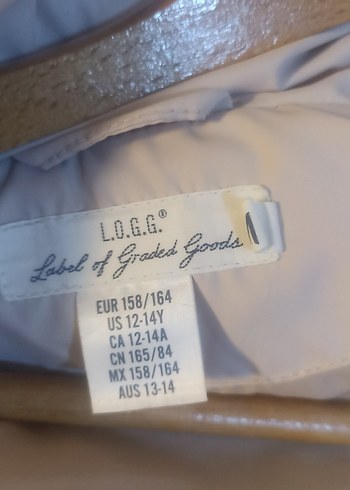 L.O.G.G.®
Label of Graded Goods
EUR 158/164
US 12-14Y
CA 12-14A
CN 165/84
MX 158/164
AUS 13-14